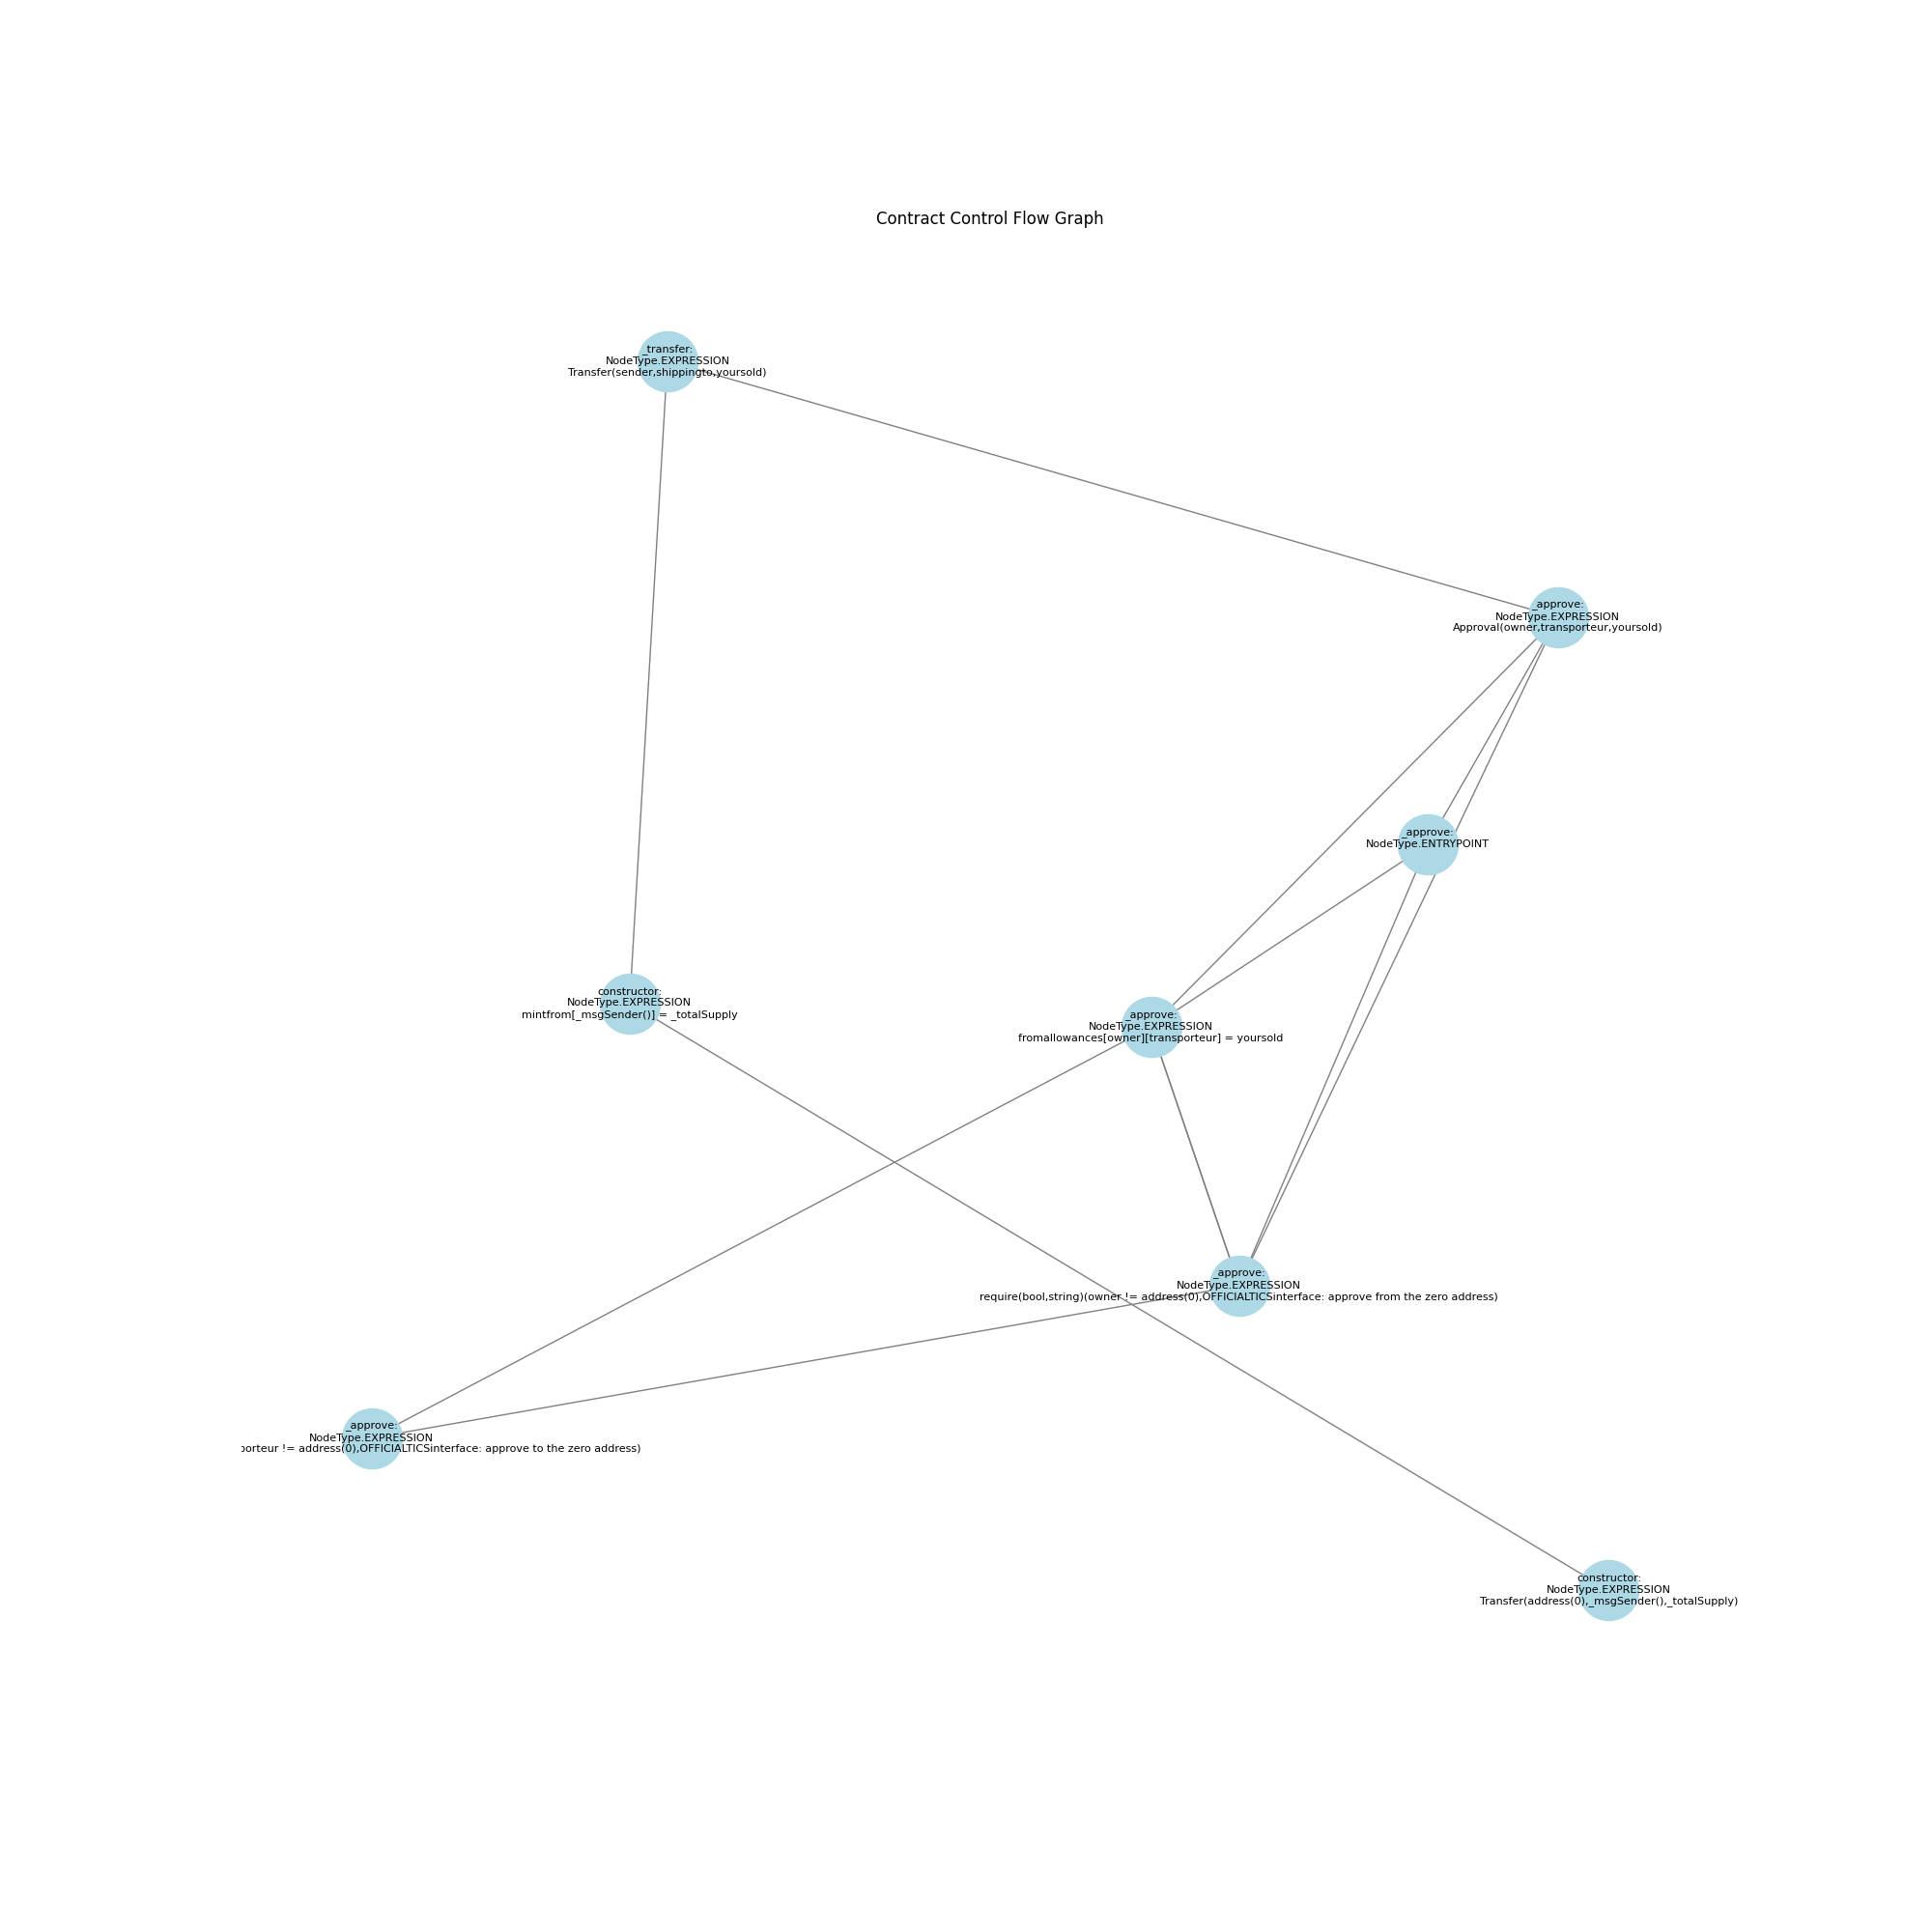 Contract Control Flow Graph
_transfer:
NodeType.EXPRESSION
Transfer(sender,shippingto,yoursold)
_approve:
NodeType.EXPRESSION
Approval(owner,transporteur,yoursold)
_approve:
NodeType.ENTRYPOINT
constructor:
NodeType.EXPRESSION
mintfrom[_msgSender()] = _totalSupply
_approve:
NodeType.EXPRESSION
fromallowances[owner][transporteur] = yoursold
_approve:
NodeType.EXPRESSION
require(bool,string)(owner != address(0),OFFICIALTICSinterface: approve from the zero address)
_approve:
NodeType.EXPRESSION
porteur != address(0),OFFICIALTICSinterface: approve to the zero address)
constructor:
NodeType.EXPRESSION
Transfer(address(0),_msgSender(),_totalSupply)